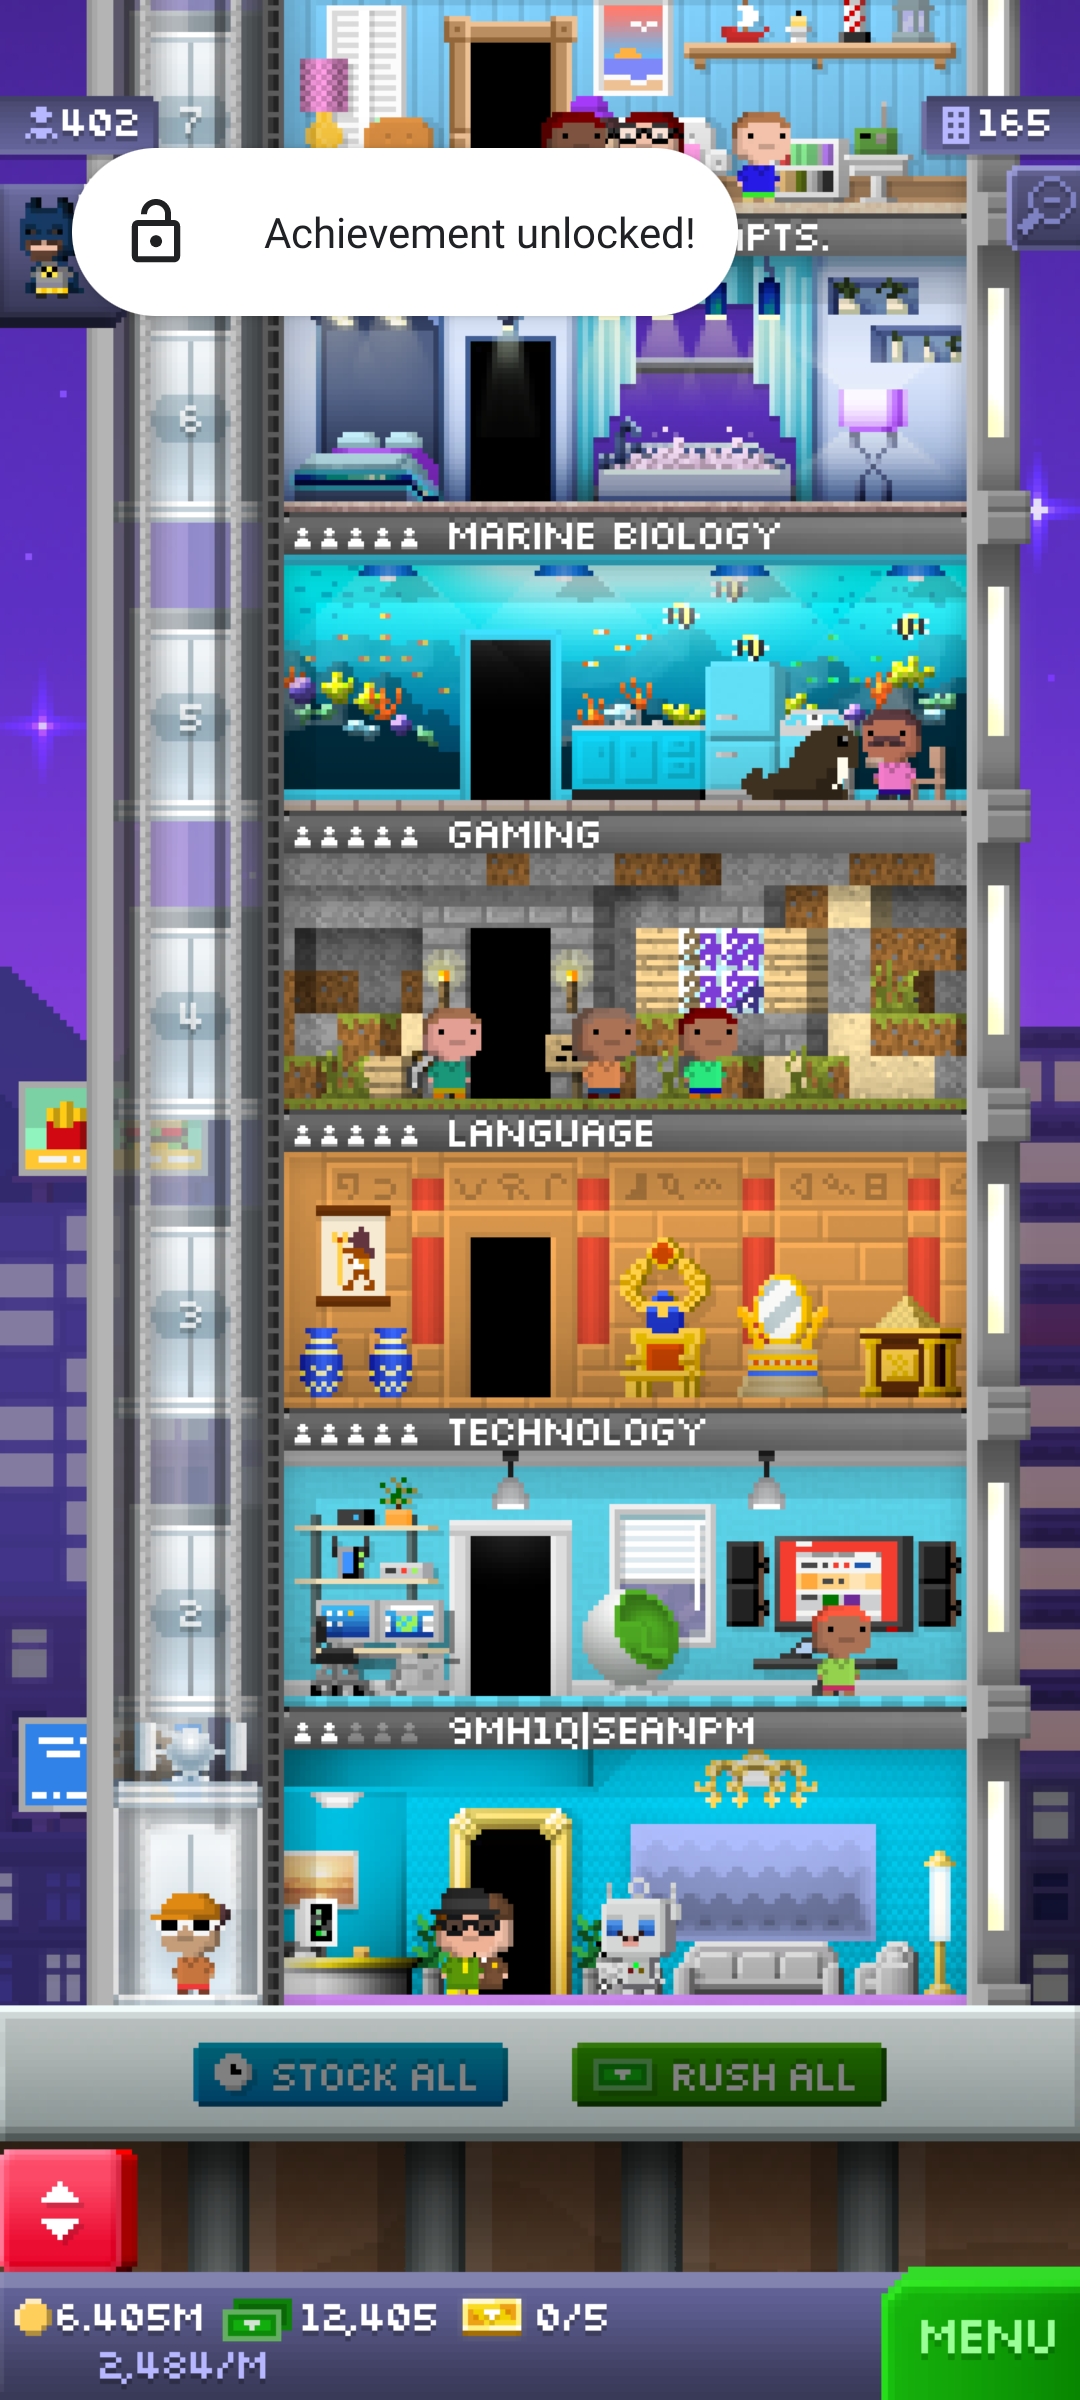 402
7
165
Achievement unlocked!
PTS.
6
MARINE BIOLOGY
5
GAMING
4
LANGUAGE
3
TECHNOLOGY
2
9MH1Q|SEANPM
STOCK ALL
RUSH ALL
6.405M
12,405
0/5
MENU
2,484/M